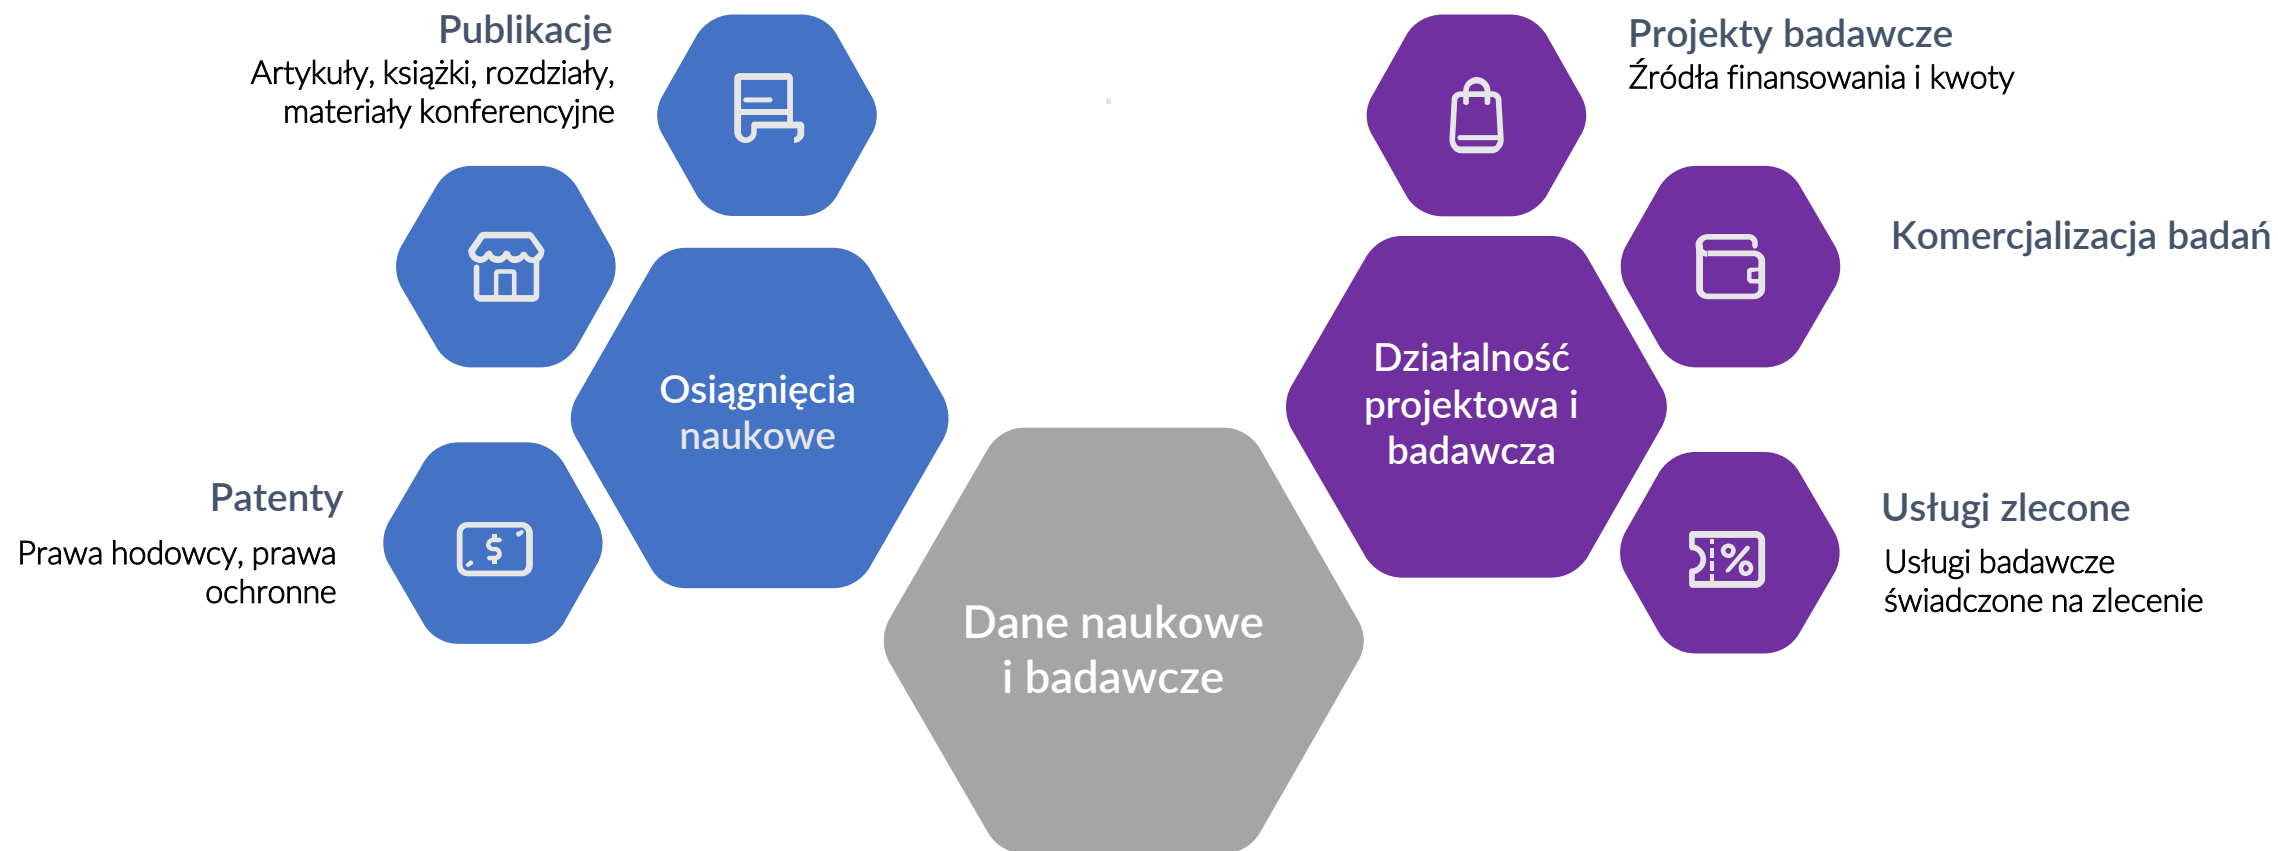 Publikacje
Artykuły, książki, rozdziały,
materiały konferencyjne
Patenty
Prawa hodowcy, prawa
ochronne
Osiągnięcia
naukowe
$
Dane naukowe
i badawcze
Działalność
projektowa i
badawcza
Projekty badawcze
Źródła finansowania i kwoty
Komercjalizacja badań
%
Usługi zlecone
Usługi badawcze
świadczone na zlecenie